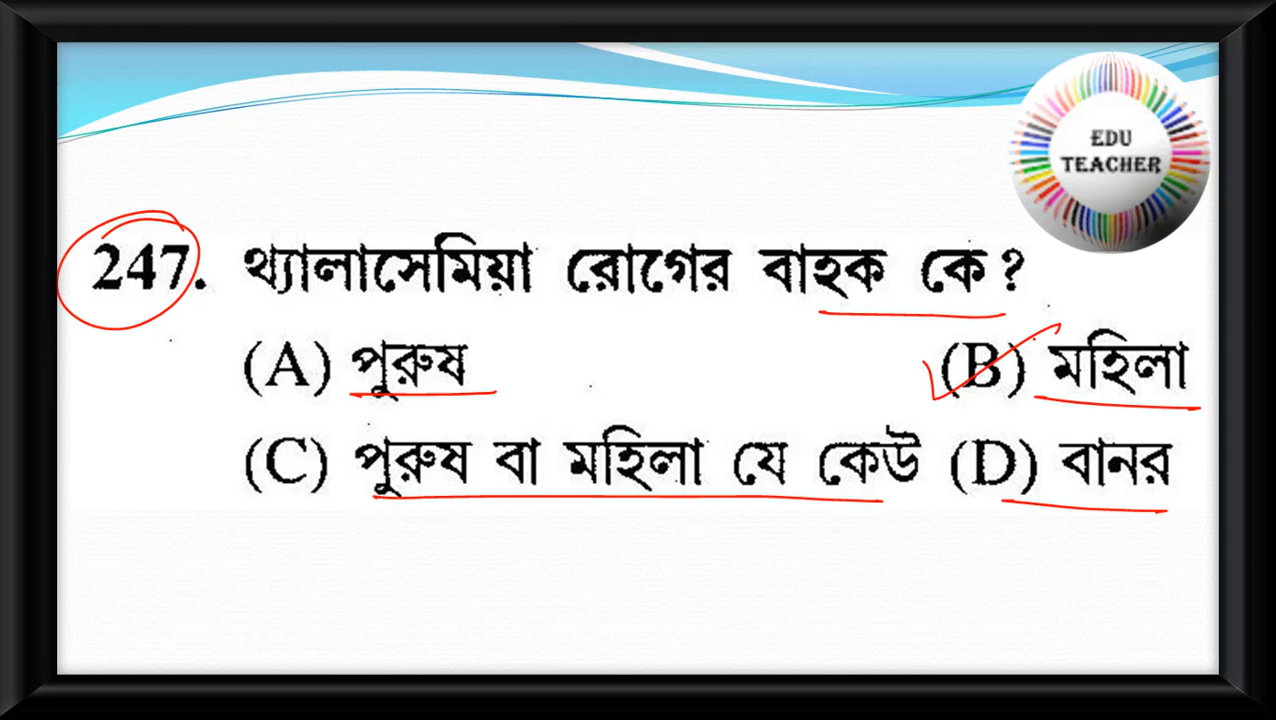 EDU
TEACHER
247. থ্যালাসেমিয়া রোগের বাহক কে ?
(A) পুরুষ (B) মহিলা
(C) পুরুষ বা মহিলা যে কেউ (D) বানর